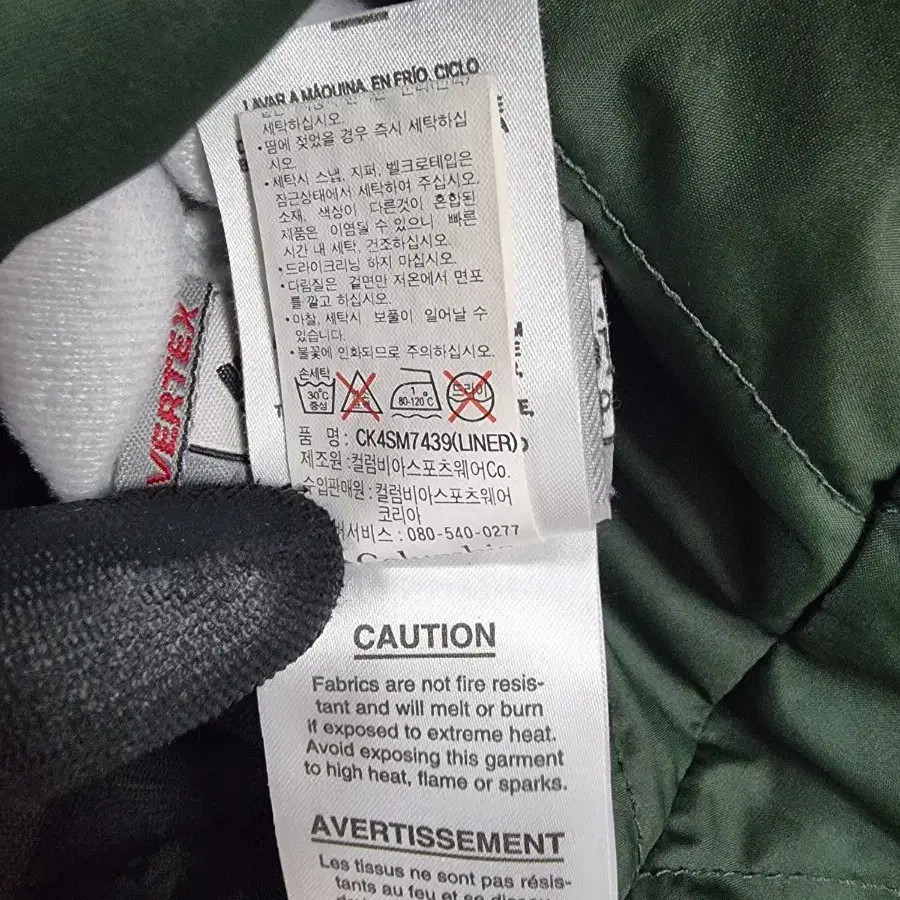 LAVAR A MÁQUINA, EN FRÍO, CICLO
세탁하십시오.
•땀에 젖었을 경우 즉시 세탁하십
시오.
•세탁시 스냅, 지퍼, 벨크로테입은
잠근상태에서 세탁하여 주십시오.
소재, 색상이 다른것이 혼합된
제품은 이염될 수 있으니 빠른
시간 내 세탁, 건조하십시오.
•드라이크리닝 하지 마십시오.
•다림질은 겉면만 저온에서 면포
를 깔고 하십시오.
•마찰, 세탁시 보풀이 일어날 수
있습니다.
•불꽃에 인화되므로 주의하십시오.
손세탁
30°C
중성
1
80-120°C
드라이
품 명 : CK4SM7439(LINER)
제조원 :컬럼비아스포츠웨어Co.
수입판매원 :컬럼비아스포츠웨어
코리아
서비스 : 080-540-0277
Columbia
VERTEX
CAUTION
Fabrics are not fire resis-
tant and will melt or burn
if exposed to extreme heat.
Avoid exposing this garment
to high heat, flame or sparks.
AVERTISSEMENT
Les tissus ne sont pas résis-
tants au feu et se